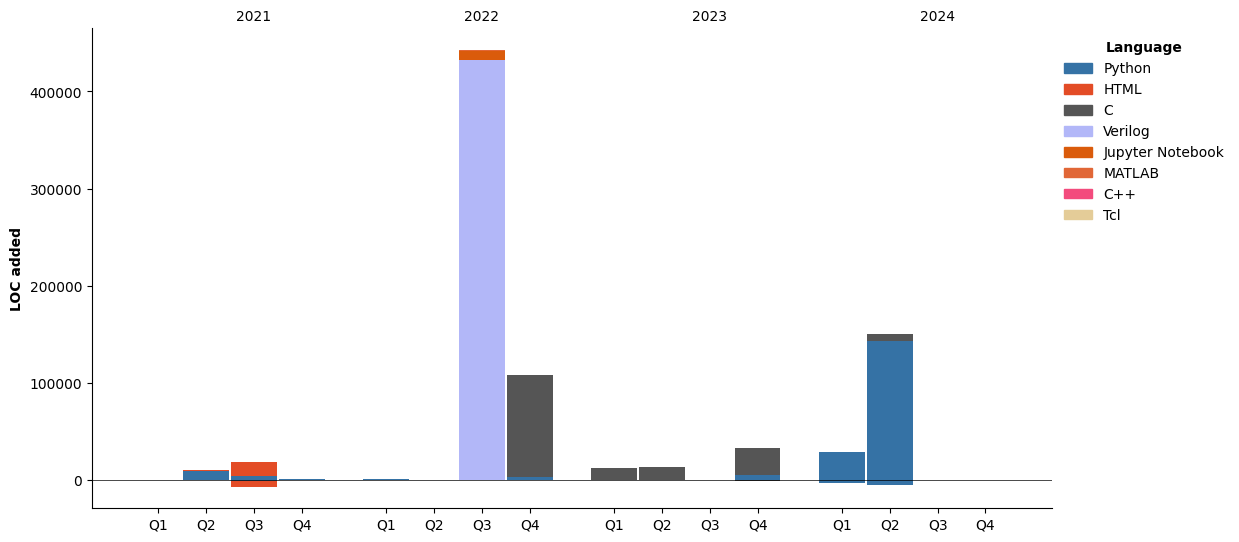 2021 2022 2023 2024
Language
Python
HTML
C
Verilog
Jupyter Notebook
MATLAB
C++
Tcl
LOC added
400000
300000
200000
100000
0
Q1 Q2 Q3 Q4 Q1 Q2 Q3 Q4 Q1 Q2 Q3 Q4 Q1 Q2 Q3 Q4